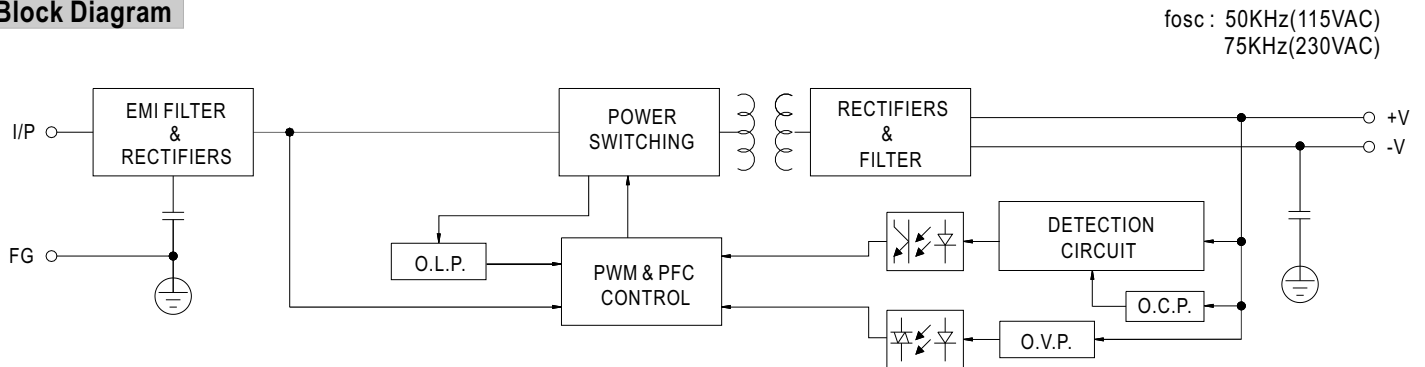 Block Diagram
fosc : 50KHz(115VAC)
75KHz(230VAC)
I/P
EMI FILTER
&
RECTIFIERS
POWER
SWITCHING
RECTIFIERS
&
FILTER
+V
-V
FG
O.L.P.
PWM & PFC
CONTROL
DETECTION
CIRCUIT
O.C.P.
O.V.P.